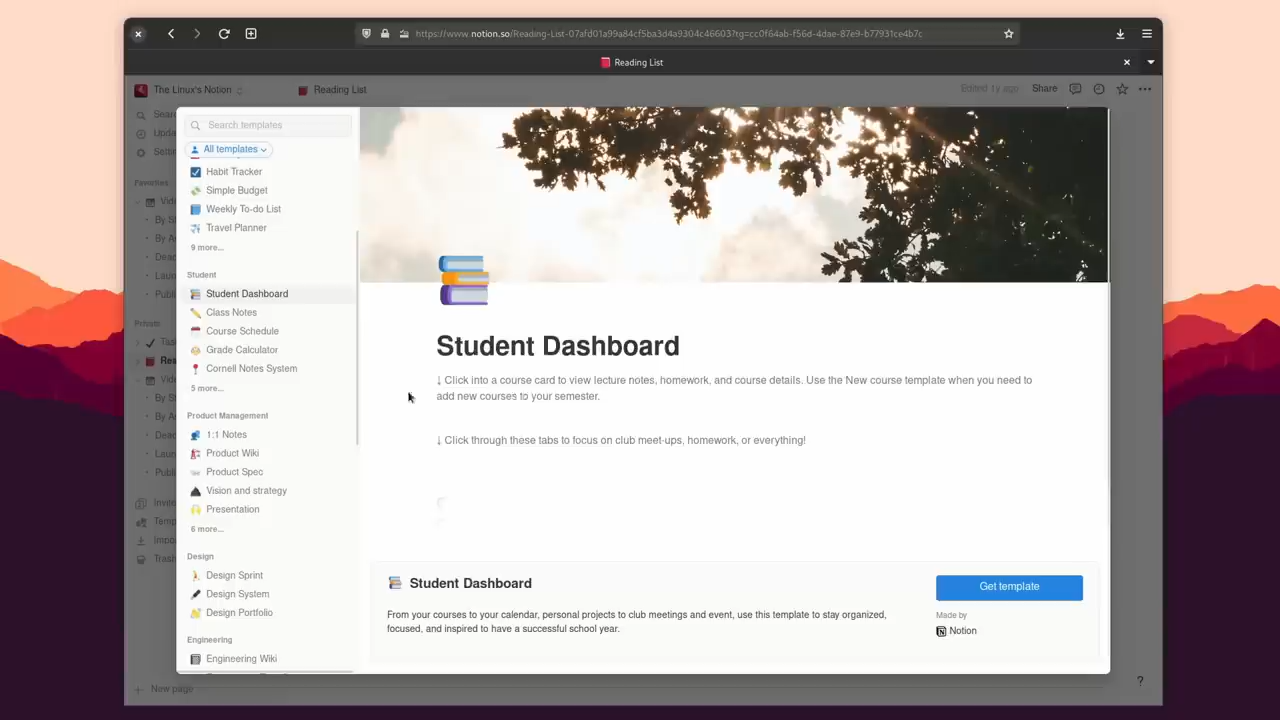 https://www.notion.so/Reading-List-07afd01a99a84cf5ba3d4a9304c46603?tg=cc0f64ab-f56d-4dae-87e9-b77931ce4b7c
Reading List
The Linux's Notion
Reading List
Edited 1y ago
Share
Search templates
All templates
Habit Tracker
Simple Budget
Weekly To-do List
Travel Planner
9 more...
Student
Student Dashboard
Class Notes
Course Schedule
Grade Calculator
Cornell Notes System
5 more...
Product Management
1:1 Notes
Product Wiki
Product Spec
Vision and strategy
Presentation
6 more...
Design
Design Sprint
Design System
Design Portfolio
Engineering
Engineering Wiki
Favorites
Private
New page
Student Dashboard
↓ Click into a course card to view lecture notes, homework, and course details. Use the New course template when you need to
add new courses to your semester.
↓ Click through these tabs to focus on club meet-ups, homework, or everything!
Student Dashboard
From your courses to your calendar, personal projects to club meetings and event, use this template to stay organized,
focused, and inspired to have a successful school year.
Get template
Made by
Notion
?